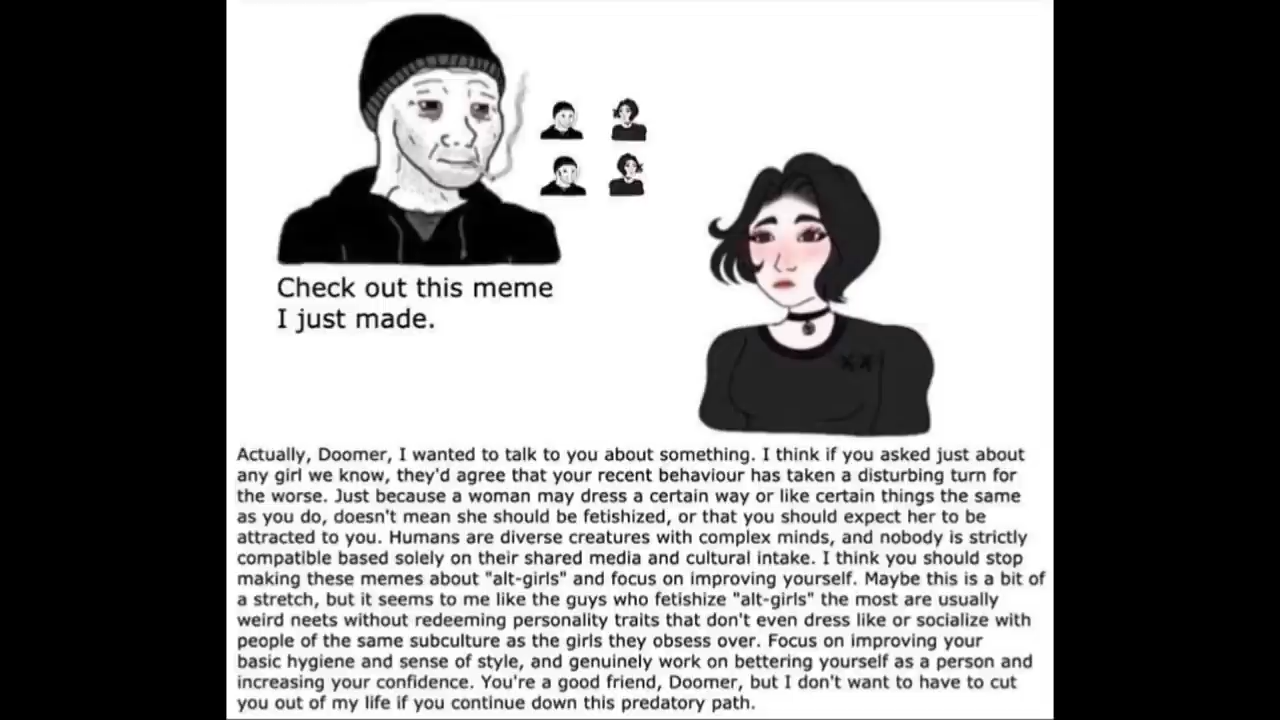 Check out this meme
I just made.
Actually, Doomer, I wanted to talk to you about something. I think if you asked just about
any girl we know, they'd agree that your recent behaviour has taken a disturbing turn for
the worse. Just because a woman may dress a certain way or like certain things the same
as you do, doesn't mean she should be fetishized, or that you should expect her to be
attracted to you. Humans are diverse creatures with complex minds, and nobody is strictly
compatible based solely on their shared media and cultural intake. I think you should stop
making these memes about "alt-girls" and focus on improving yourself. Maybe this is a bit of
a stretch, but it seems to me like the guys who fetishize "alt-girls" the most are usually
weird neets without redeeming personality traits that don't even dress like or socialize with
people of the same subculture as the girls they obsess over. Focus on improving your
basic hygiene and sense of style, and genuinely work on bettering yourself as a person and
increasing your confidence. You're a good friend, Doomer, but I don't want to have to cut
you out of my life if you continue down this predatory path.